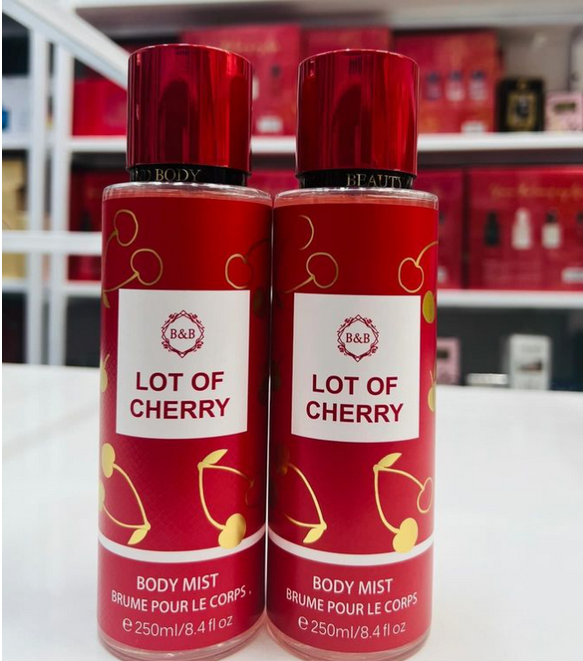 BODY
B&B
LOT OF
CHERRY
BODY MIST
BRUME POUR LE CORPS
℮ 250ml/8.4 fl oz
BEAUTY
B&B
LOT OF
CHERRY
BODY MIST
BRUME POUR LE CORPS
℮ 250ml/8.4 fl oz